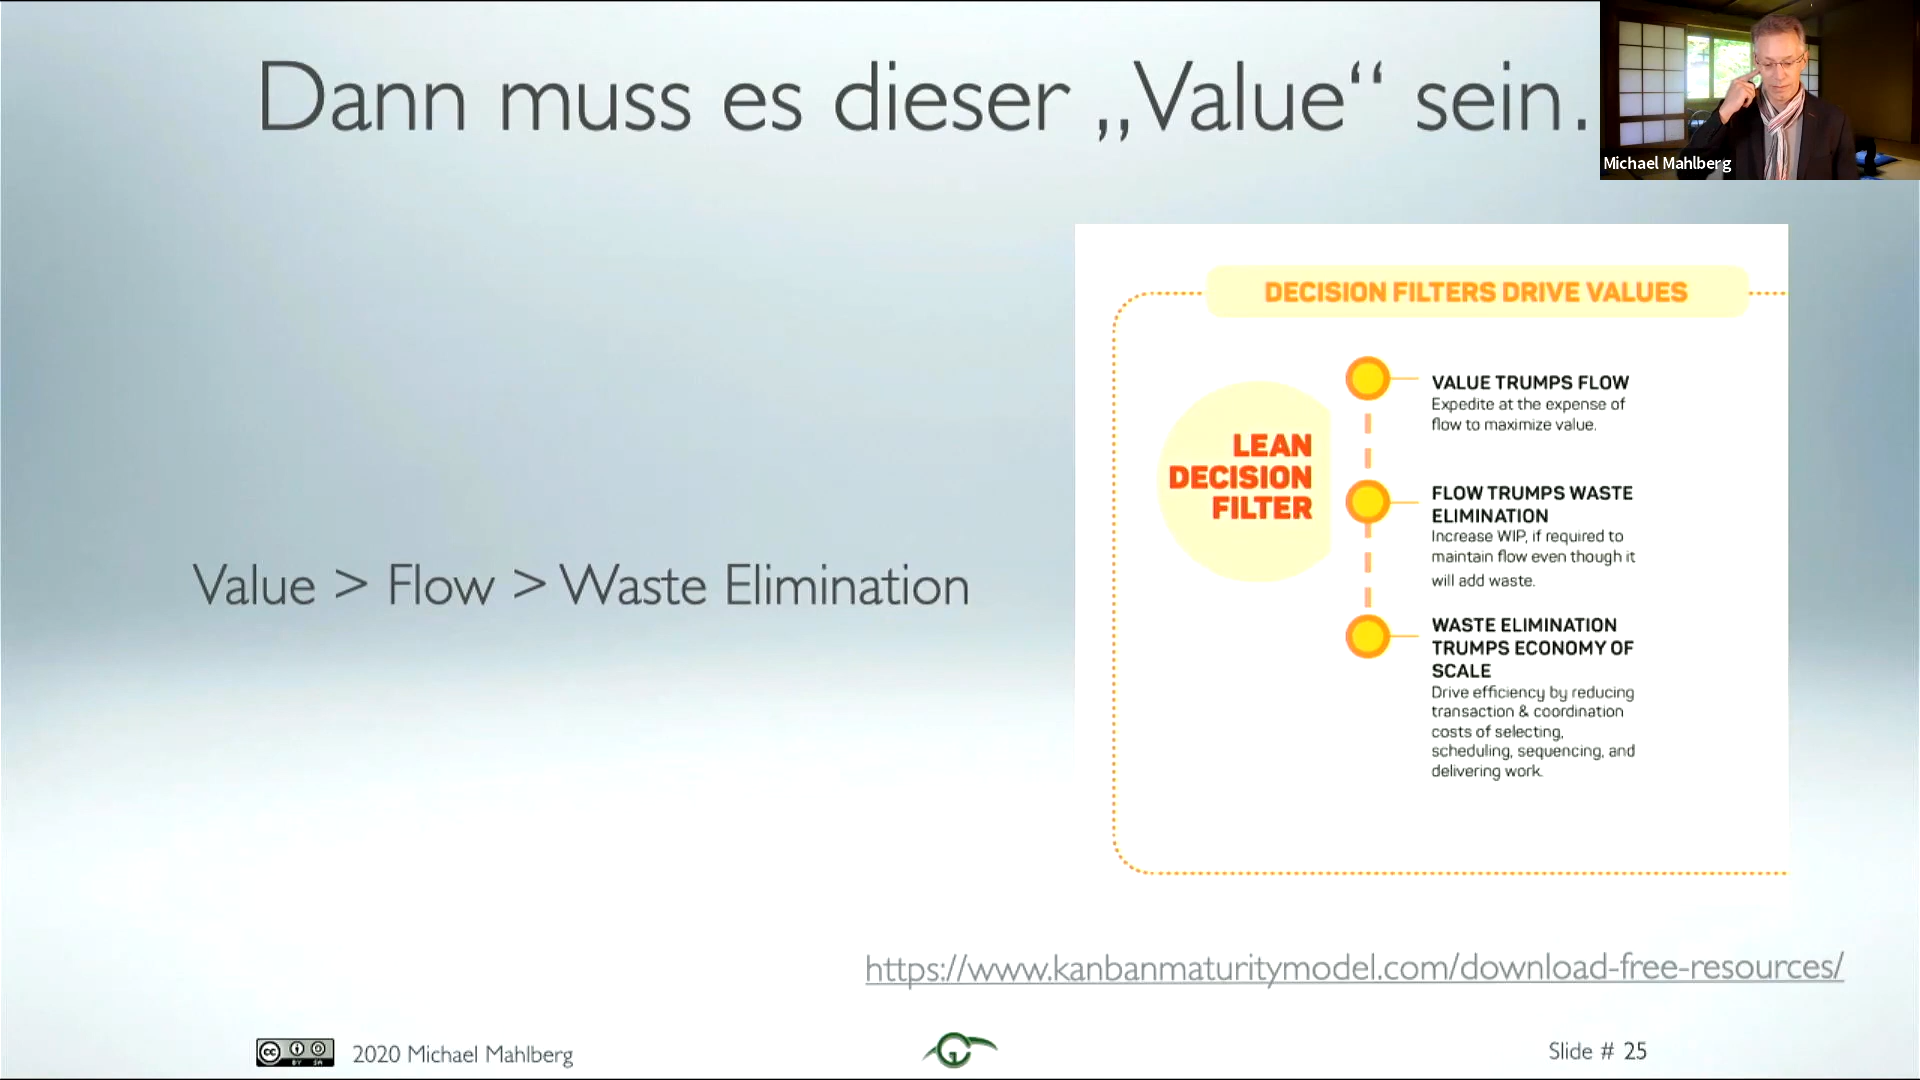 Dann muss es dieser „Value“ sein.
Michael Mahlberg
DECISION FILTERS DRIVE VALUES
LEAN
DECISION
FILTER
VALUE TRUMPS FLOW
Expedite at the expense of
flow to maximize value.
FLOW TRUMPS WASTE
ELIMINATION
Increase WIP, if required to
maintain flow even though it
will add waste.
WASTE ELIMINATION
TRUMPS ECONOMY OF
SCALE
Drive efficiency by reducing
transaction & coordination
costs of selecting,
scheduling, sequencing, and
delivering work.
Value > Flow > Waste Elimination
https://www.kanbanmaturitymodel.com/download-free-resources/
cc BY SA
2020 Michael Mahlberg
Slide # 25